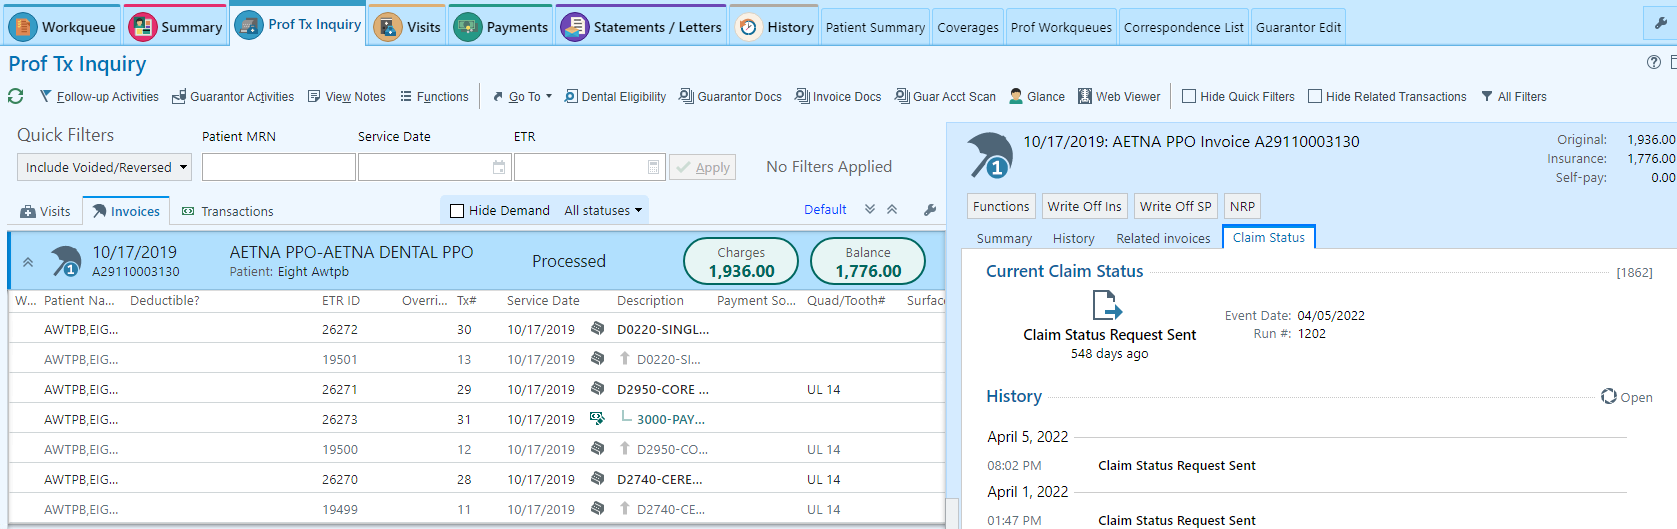 Workqueue Summary Prof Tx Inquiry Visits Payments Statements / Letters History Patient Summary Coverages Prof Workqueues Correspondence List Guarantor Edit
Prof Tx Inquiry
Follow-up Activities Guarantor Activities View Notes Functions Go To Dental Eligibility Guarantor Docs Invoice Docs Guar Acct Scan Glance Web Viewer Hide Quick Filters Hide Related Transactions All Filters
Quick Filters Patient MRN Service Date ETR
Include Voided/Reversed Apply No Filters Applied
Visits Invoices Transactions Hide Demand All statuses Default
10/17/2019 AETNA PPO-AETNA DENTAL PPO Processed Charges Balance
1 A29110003130 Patient: Eight Awtpb 1,936.00 1,776.00
W... Patient Na... Deductible? ETR ID Overri... Tx# Service Date Description Payment So... Quad/Tooth# Surfac
AWTPB,EIG... 26272 30 10/17/2019 D0220-SINGL...
AWTPB,EIG... 19501 13 10/17/2019 D0220-SI...
AWTPB,EIG... 26271 29 10/17/2019 D2950-CORE ... UL 14
AWTPB,EIG... 26273 31 10/17/2019 3000-PAY...
AWTPB,EIG... 19500 12 10/17/2019 D2950-CO... UL 14
AWTPB,EIG... 26270 28 10/17/2019 D2740-CERE... UL 14
AWTPB,EIG... 19499 11 10/17/2019 D2740-CE... UL 14
1 10/17/2019: AETNA PPO Invoice A29110003130
Original: 1,936.00
Insurance: 1,776.00
Self-pay: 0.00
Functions Write Off Ins Write Off SP NRP
Summary History Related invoices Claim Status
Current Claim Status [1862]
Claim Status Request Sent
548 days ago
Event Date: 04/05/2022
Run #: 1202
History Open
April 5, 2022
08:02 PM Claim Status Request Sent
April 1, 2022
01:47 PM Claim Status Request Sent